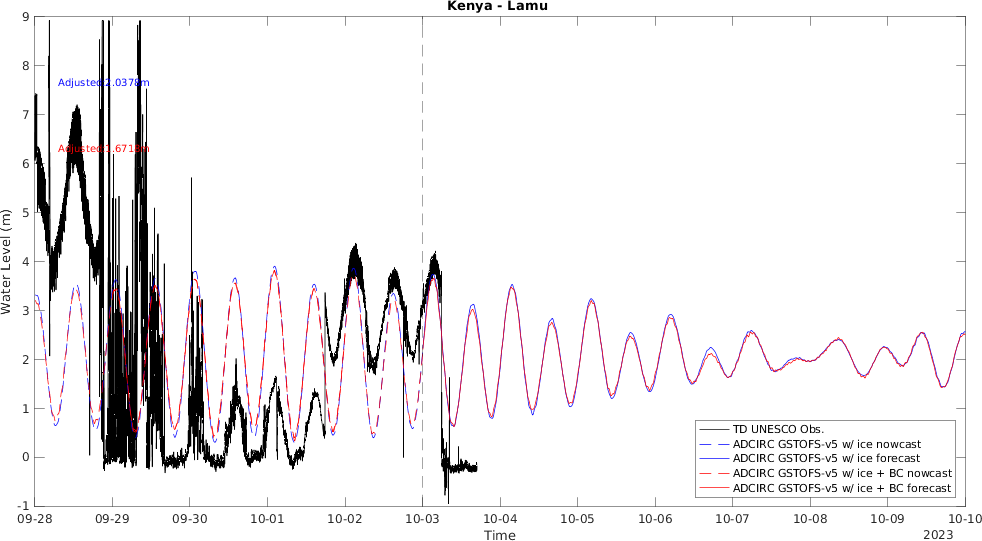 Kenya - Lamu
9
8
7
6
5
4
3
2
1
0
-1
Water Level (m)
Adjusted 2.0378m
Adjusted 1.6713m
TD UNESCO Obs.
ADCIRC GSTOFS-v5 w/ ice nowcast
ADCIRC GSTOFS-v5 w/ ice forecast
ADCIRC GSTOFS-v5 w/ ice + BC nowcast
ADCIRC GSTOFS-v5 w/ ice + BC forecast
09-28 09-29 09-30 10-01 10-02 10-03 10-04 10-05 10-06 10-07 10-08 10-09 10-10
Time
2023